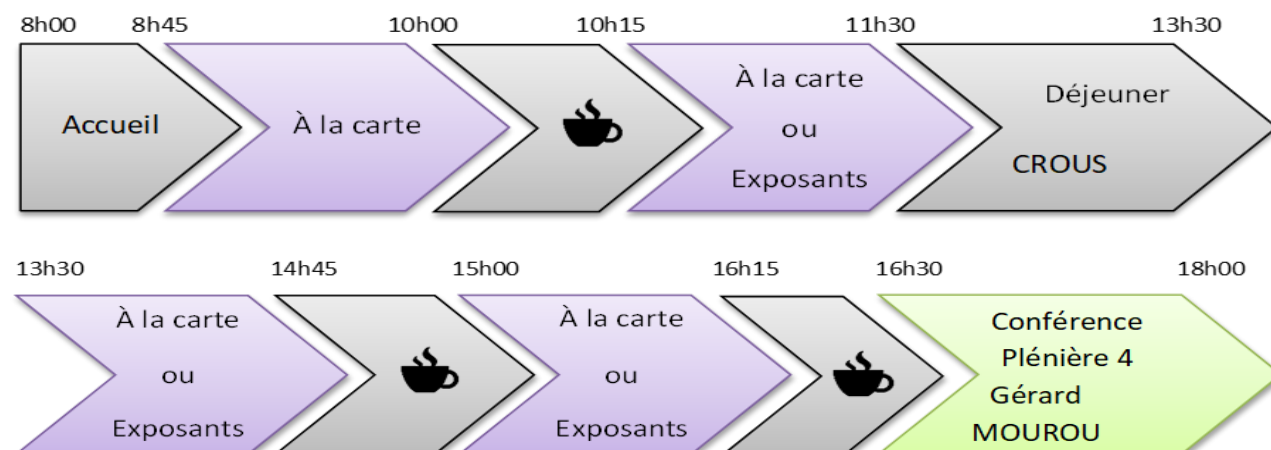 8h00 8h45 10h00 10h15 11h30 13h30
Accueil
À la carte
À la carte
ou
Exposants
Déjeuner
CROUS
13h30 14h45 15h00 16h15 16h30 18h00
À la carte
ou
Exposants
À la carte
ou
Exposants
Conférence
Plénière 4
Gérard
MOUROU